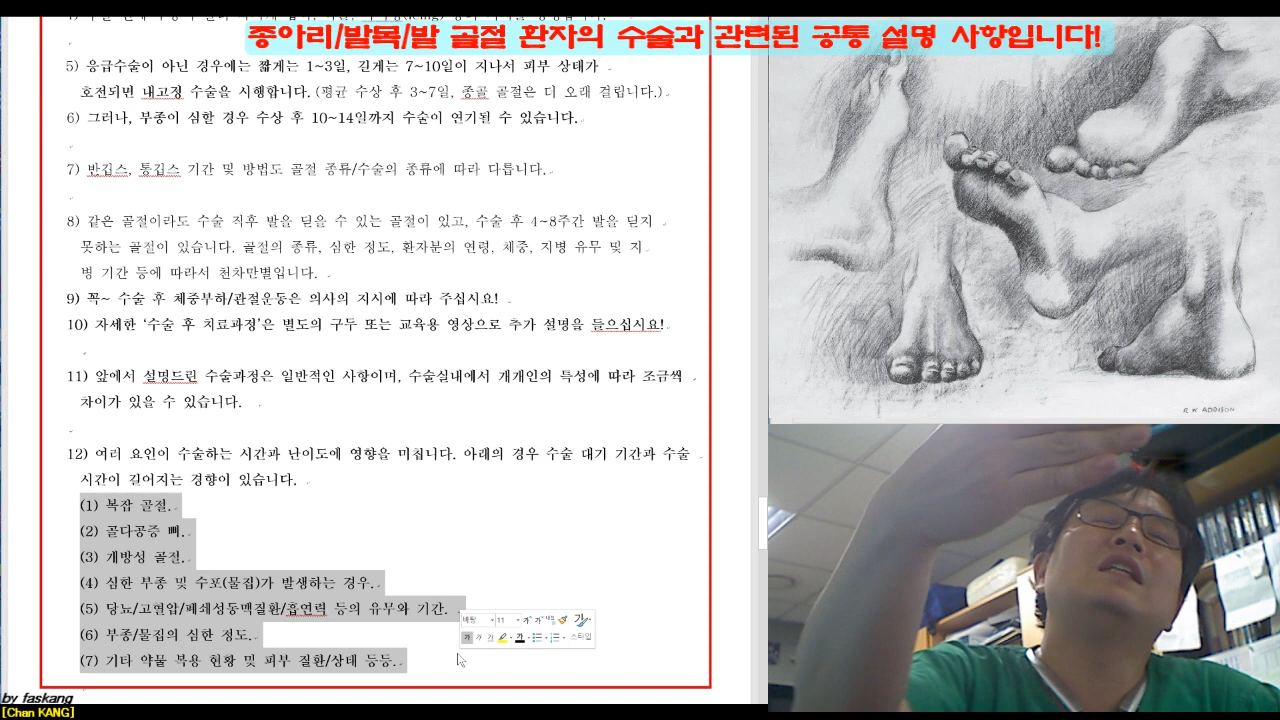 종아리/발목/발 골절 환자의 수술과 관련된 공통 설명 사항입니다!
5) 응급수술이 아닌 경우에는 짧게는 1~3일, 길게는 7~10일이 지나서 피부 상태가
호전되면 내고정 수술을 시행합니다. (평균 수상 후 3~7일, 종골 골절은 더 오래 걸립니다.)
6) 그러나, 부종이 심할 경우 수상 후 10~14일까지 수술이 연기될 수 있습니다.
7) 반깁스, 통깁스 기간 및 방법도 골절 종류/수술의 종류에 따라 다릅니다.
8) 같은 골절이라도 수술 직후 발을 딛을 수 있는 골절이 있고, 수술 후 4~8주간 발을 딛지
못하는 골절이 있습니다. 골절의 종류, 심한 정도, 환자분의 연령, 체중, 지병 유무 및 지
병 기간 등에 따라서 천차만별입니다.
9) 꼭~ 수술 후 체중부하/관절운동은 의사의 지시에 따라 주십시요!
10) 자세한 ‘수술 후 치료과정’은 별도의 구두 또는 교육용 영상으로 추가 설명을 들으십시요!
11) 앞에서 설명드린 수술과정은 일반적인 사항이며, 수술실내에서 개개인의 특성에 따라 조금씩
차이가 있을 수 있습니다.
12) 여러 요인이 수술하는 시간과 난이도에 영향을 미칩니다. 아래의 경우 수술 대기 기간과 수술
시간이 길어지는 경향이 있습니다.
(1) 복잡 골절.
(2) 골다공증 뼈.
(3) 개방성 골절.
(4) 심한 부종 및 수포(물집)가 발생하는 경우.
(5) 당뇨/고혈압/폐쇄성동맥질환/흡연력 등의 유무와 기간.
(6) 부종/물집의 심한 정도.
(7) 기타 약물 복용 현황 및 피부 질환/상태 등등.
바탕 11 가 가 가
가 가 간 가 스타일
R W ADDISON
by faskang
[Chan KANG]